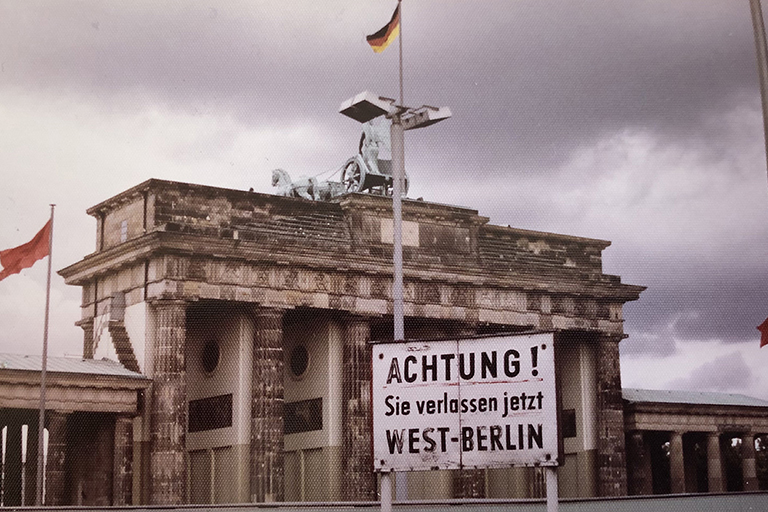 ACHTUNG!
Sie verlassen jetzt
WEST-BERLIN